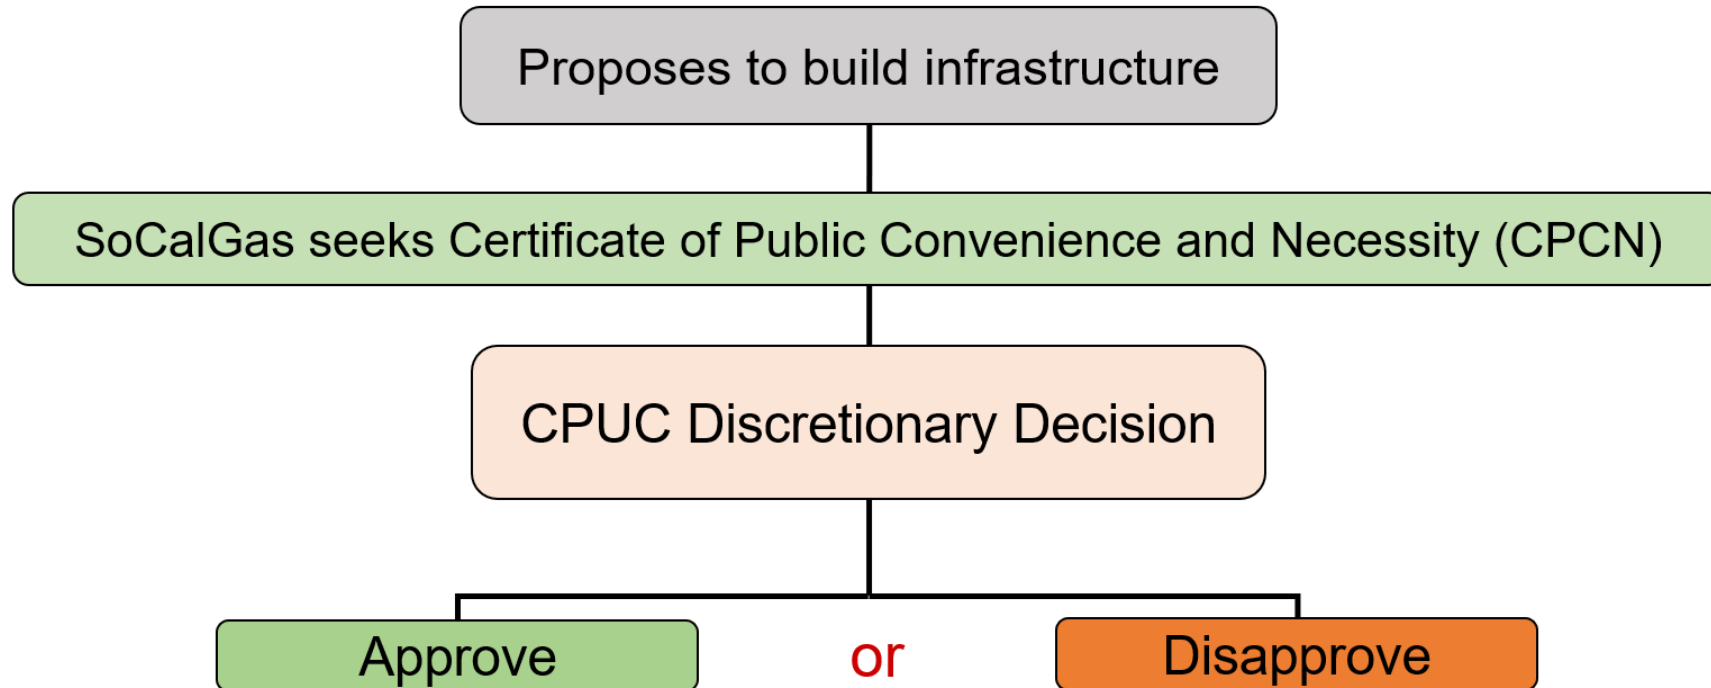 Proposes to build infrastructure
SoCalGas seeks Certificate of Public Convenience and Necessity (CPCN)
CPUC Discretionary Decision
Approve
or
Disapprove